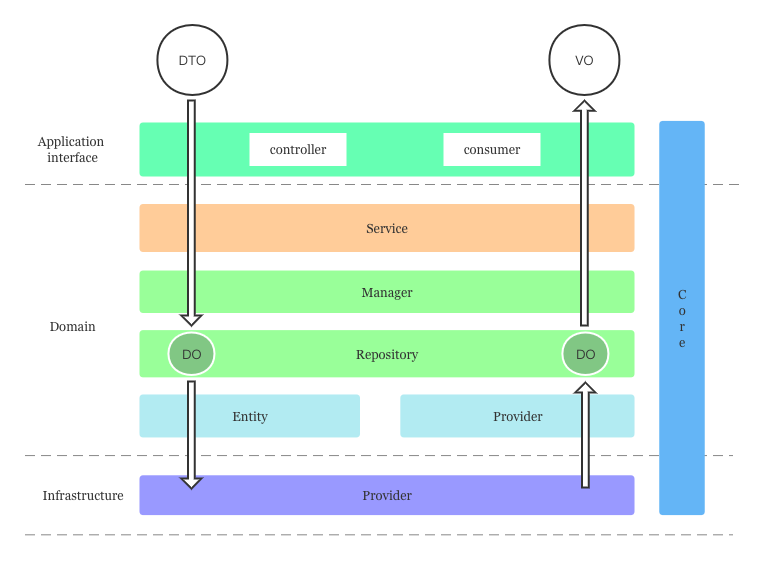 DTO
VO
Application
interface
controller
consumer
Service
Manager
Domain
DO
Repository
DO
Entity
Provider
Infrastructure
Provider
C
o
r
e